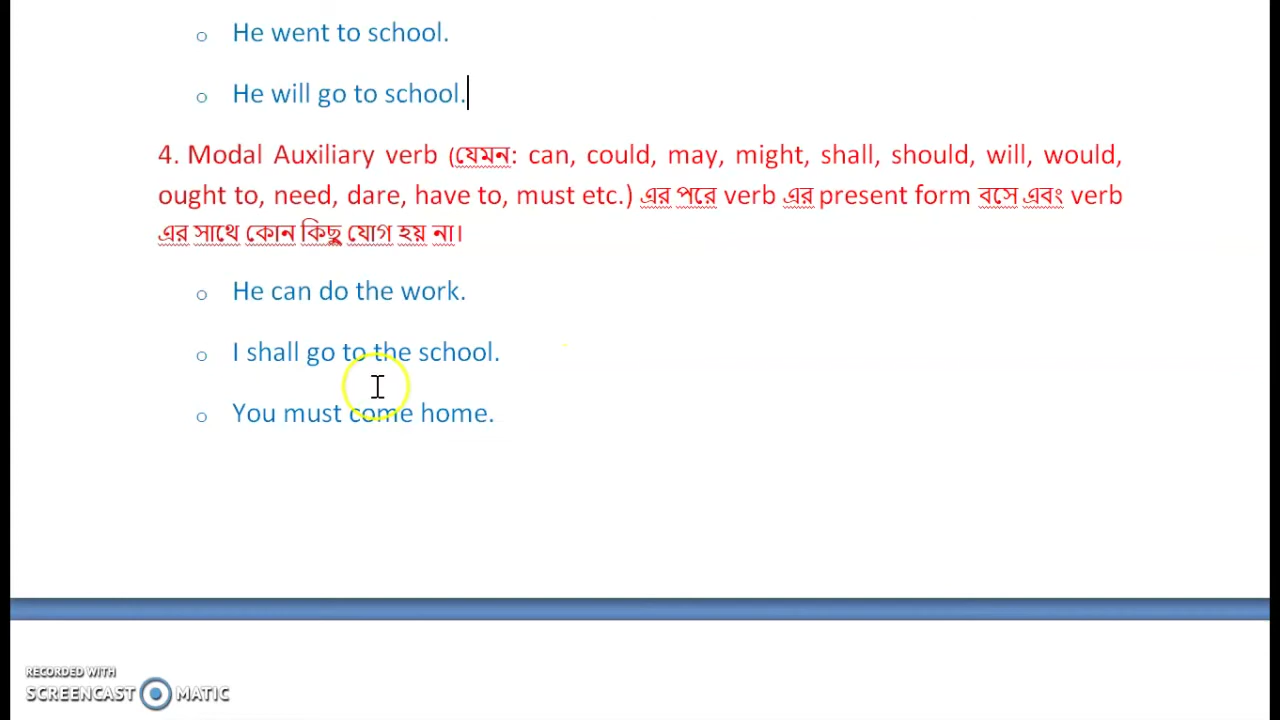 o He went to school.
o He will go to school.
4. Modal Auxiliary verb (যেমন: can, could, may, might, shall, should, will, would,
ought to, need, dare, have to, must etc.) এর পরে verb এর present form বসে এবং verb
এর সাথে কোন কিছু যোগ হয় না।
o He can do the work.
o I shall go to the school.
o You must come home.
RECORDED WITH
SCREENCAST MATIC